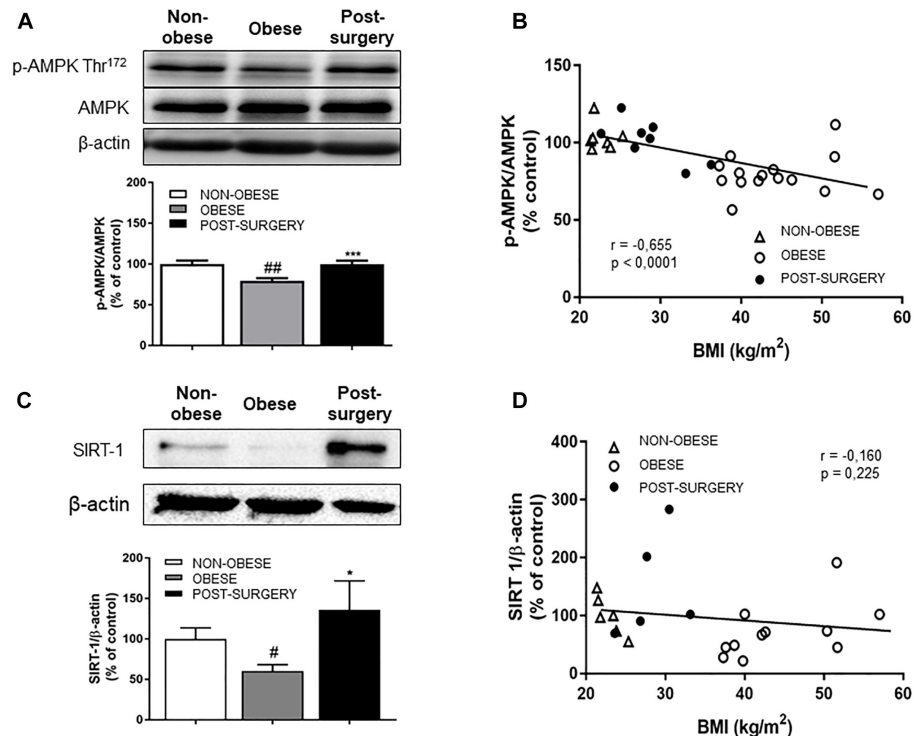 A
Non-
obese
Obese
Post-
surgery
p-AMPK Thr¹⁷²
AMPK
β-actin
p-AMPK/AMPK
(% of control)
200
150
100
50
0
NON-OBESE
OBESE
POST-SURGERY
##
***
B
p-AMPK/AMPK
(% control)
150
100
50
0
r = -0,655
p < 0,0001
NON-OBESE
OBESE
POST-SURGERY
20 30 40 50 60
BMI (kg/m²)
C
Non-
obese
Obese
Post-
surgery
SIRT-1
β-actin
SIRT-1/β-actin
(% of control)
200
150
100
50
0
NON-OBESE
OBESE
POST-SURGERY
#
*
D
SIRT 1/β-actin
(% of control)
400
300
200
100
0
NON-OBESE
OBESE
POST-SURGERY
r = -0,160
p = 0,225
20 30 40 50 60
BMI (kg/m²)